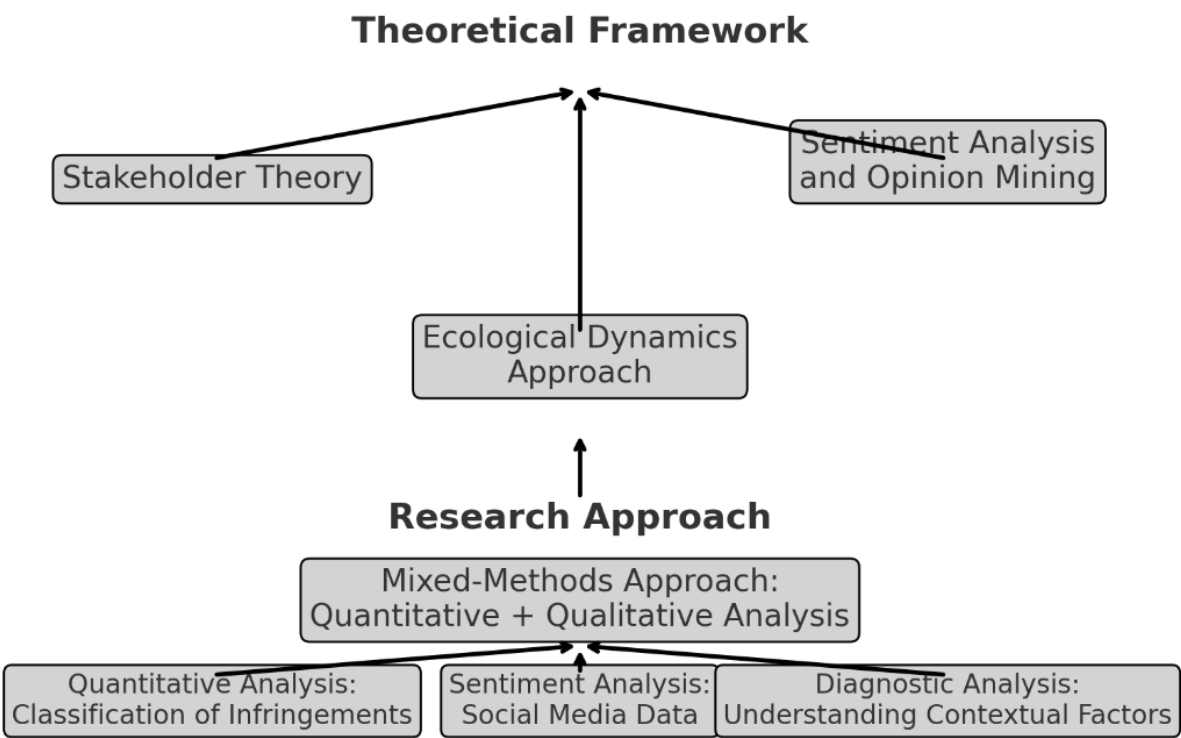 Theoretical Framework
Stakeholder Theory
Sentiment Analysis
and Opinion Mining
Ecological Dynamics
Approach
Research Approach
Mixed-Methods Approach:
Quantitative + Qualitative Analysis
Quantitative Analysis:
Classification of Infringements
Sentiment Analysis:
Social Media Data
Diagnostic Analysis:
Understanding Contextual Factors